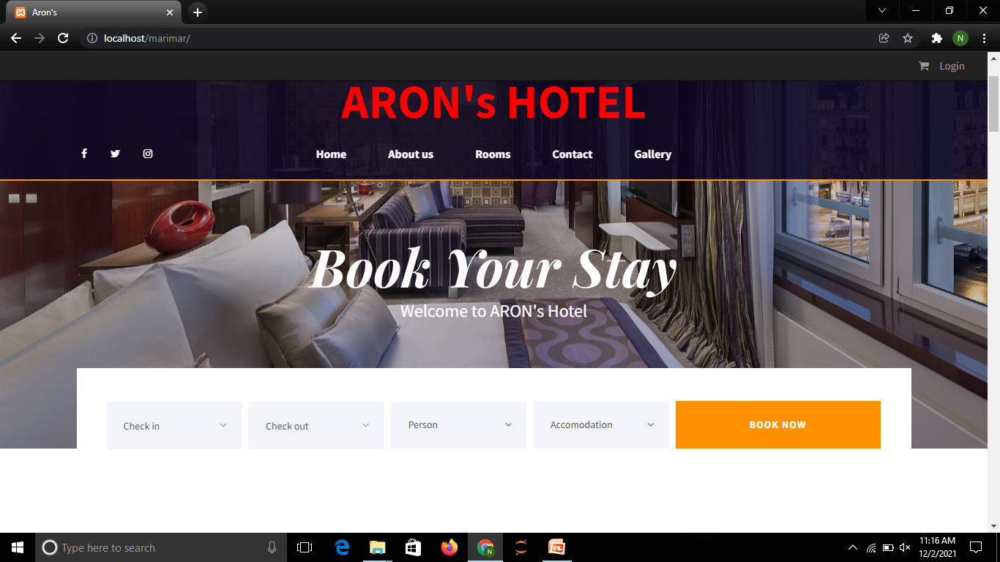 Aron's
localhost/marimar/
N
Login
ARON's HOTEL
Home About us Rooms Contact Gallery
Book Your Stay
Welcome to ARON's Hotel
Check in Check out Person Accomodation BOOK NOW
Type here to search
11:16 AM
12/2/2021